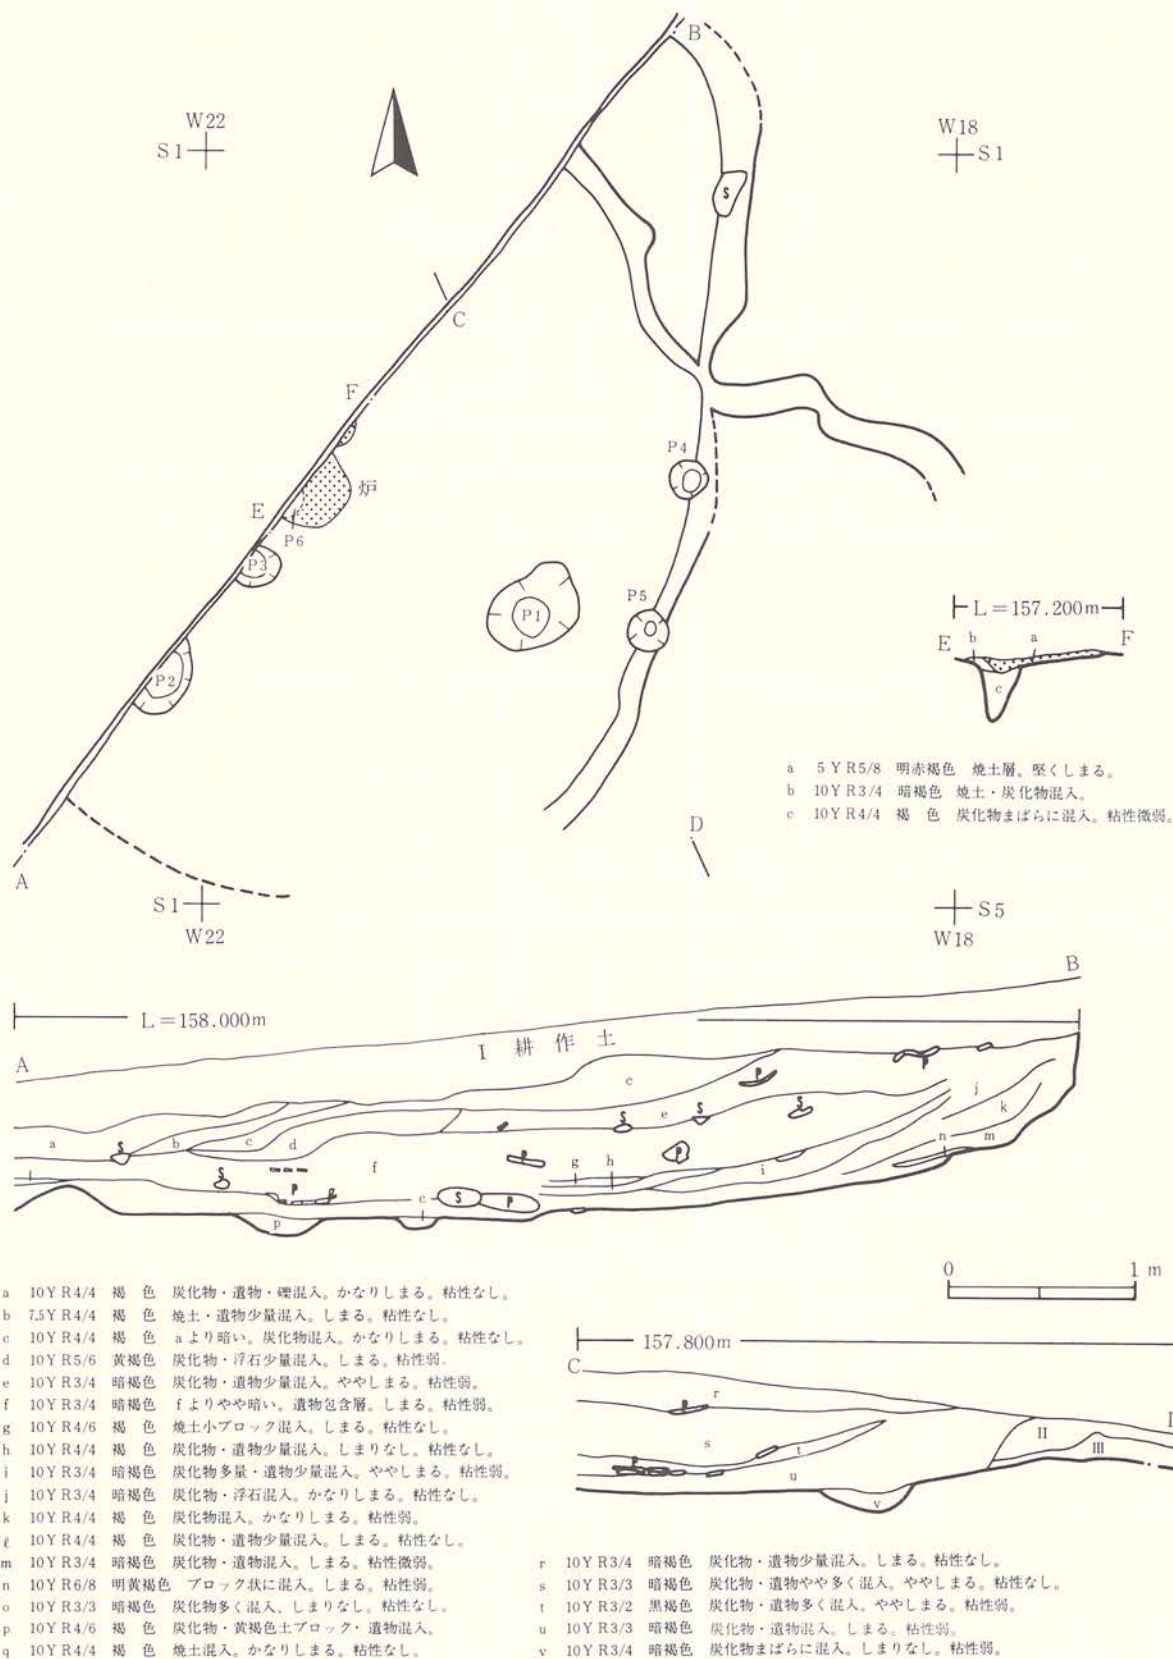 B
W22
S1
W18
S1
C
F
S
P4
炉
E
P6
P3
P1
P5
P2
L=157.200m
E b a F
c
a 5YR5/8 明赤褐色 焼土層。堅くしまる。
b 10YR3/4 暗褐色 焼土・炭化物混入。
c 10YR4/4 褐 色 炭化物まばらに混入。粘性微弱。
D
A
S1
W22
S5
W18
B
L=158.000m
A
I 耕 作 土
c
P
P
j
S
S
S
e
k
a
S
b
c
d
n
m
f
P
P
g
h
i
S
P
c
S
P
p
0 1 m
a 10YR4/4 褐 色 炭化物・遺物・礫混入。かなりしまる。粘性なし。
b 7.5YR4/4 褐 色 焼土・遺物少量混入。しまる。粘性なし。
c 10YR4/4 褐 色 aより暗い。炭化物混入。かなりしまる。粘性なし。
d 10YR5/6 黄褐色 炭化物・浮石少量混入。しまる。粘性弱。
e 10YR3/4 暗褐色 炭化物・遺物少量混入。ややしまる。粘性弱。
f 10YR3/4 暗褐色 fよりやや暗い。遺物包含層。しまる。粘性弱。
g 10YR4/6 褐 色 焼土小ブロック混入。しまる。粘性なし。
h 10YR4/4 褐 色 炭化物・遺物少量混入。しまりなし。粘性なし。
i 10YR3/4 暗褐色 炭化物多量・遺物少量混入。ややしまる。粘性弱。
j 10YR3/4 暗褐色 炭化物・浮石混入。かなりしまる。粘性なし。
k 10YR4/4 褐 色 炭化物混入。かなりしまる。粘性弱。
ℓ 10YR4/4 褐 色 炭化物・遺物少量混入。しまる。粘性なし。
m 10YR3/4 暗褐色 炭化物・遺物混入。しまる。粘性微弱。
n 10YR6/8 明黄褐色 ブロック状に混入。しまる。粘性弱。
o 10YR3/3 暗褐色 炭化物多く混入、しまりなし。粘性なし。
p 10YR4/6 褐 色 炭化物・黄褐色土ブロック・遺物混入。
q 10YR4/4 褐 色 焼土混入。かなりしまる。粘性なし。
157.800m
C
P
r
s
t
II
III
P
u
v
r 10YR3/4 暗褐色 炭化物・遺物少量混入。しまる。粘性なし。
s 10YR3/3 暗褐色 炭化物・遺物やや多く混入。ややしまる。粘性なし。
t 10YR3/2 黒褐色 炭化物・遺物多く混入。ややしまる。粘性弱。
u 10YR3/3 暗褐色 炭化物・遺物混入。しまる。粘性弱。
v 10YR3/4 暗褐色 炭化物まばらに混入。しまりなし。粘性弱。